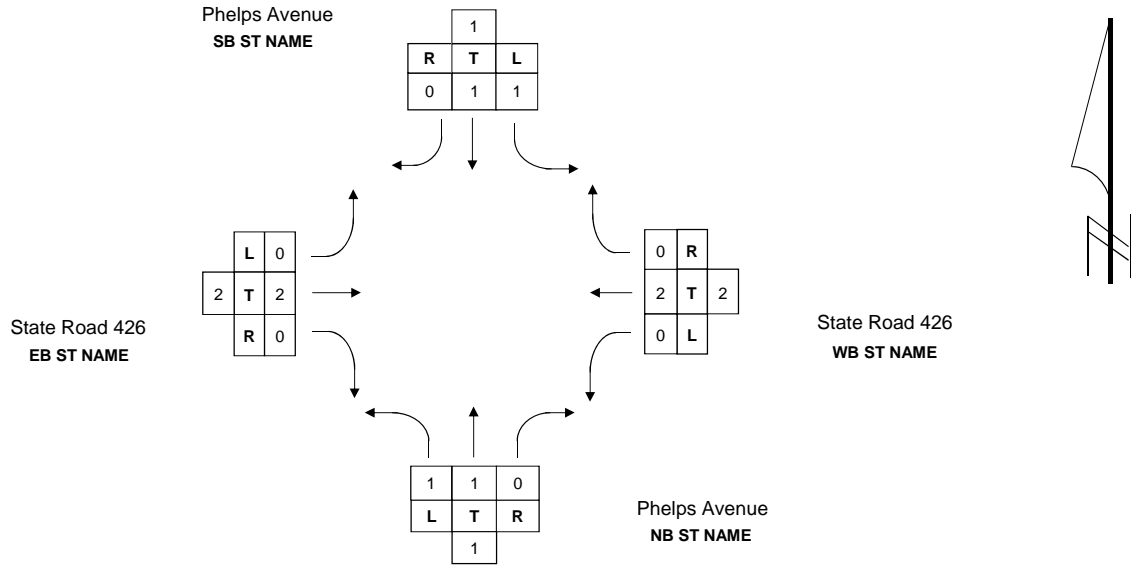 Phelps Avenue
SB ST NAME
1
R T L
0 1 1
L 0
2 T 2
R 0
State Road 426
EB ST NAME
0 R
2 T 2
0 L
State Road 426
WB ST NAME
1 1 0
L T R
1
Phelps Avenue
NB ST NAME
N